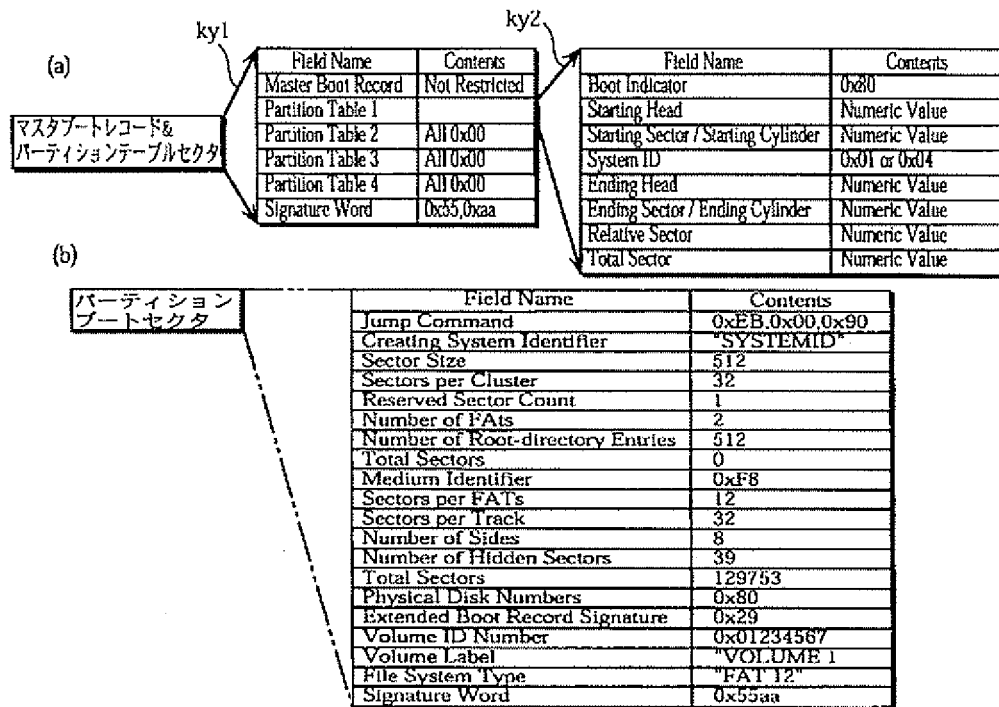 ky1
ky2
(a)
マスタブートレコード&
パーティションテーブルセクタ
Field Name Contents
Master Boot Record Not Restricted
Partition Table 1
Partition Table 2 All 0x00
Partition Table 3 All 0x00
Partition Table 4 All 0x00
Signature Word 0x55,0xaa
Field Name Contents
Boot Indicator 0x80
Starting Head Numeric Value
Starting Sector / Starting Cylinder Numeric Value
System ID 0x01 or 0x04
Ending Head Numeric Value
Ending Sector / Ending Cylinder Numeric Value
Relative Sector Numeric Value
Total Sector Numeric Value
(b)
パーティション
ブートセクタ
Field Name Contents
Jump Command 0xEB,0x00,0x90
Creating System Identifier "SYSTEMID"
Sector Size 512
Sectors per Cluster 32
Reserved Sector Count 1
Number of FAts 2
Number of Root-directory Entries 512
Total Sectors 0
Medium Identifier 0xF8
Sectors per FATs 12
Sectors per Track 32
Number of Sides 8
Number of Hidden Sectors 39
Total Sectors 129753
Physical Disk Numbers 0x80
Extended Boot Record Signature 0x29
Volume ID Number 0x01234567
Volume Label "VOLUME 1
File System Type "FAT 12"
Signature Word 0x55aa